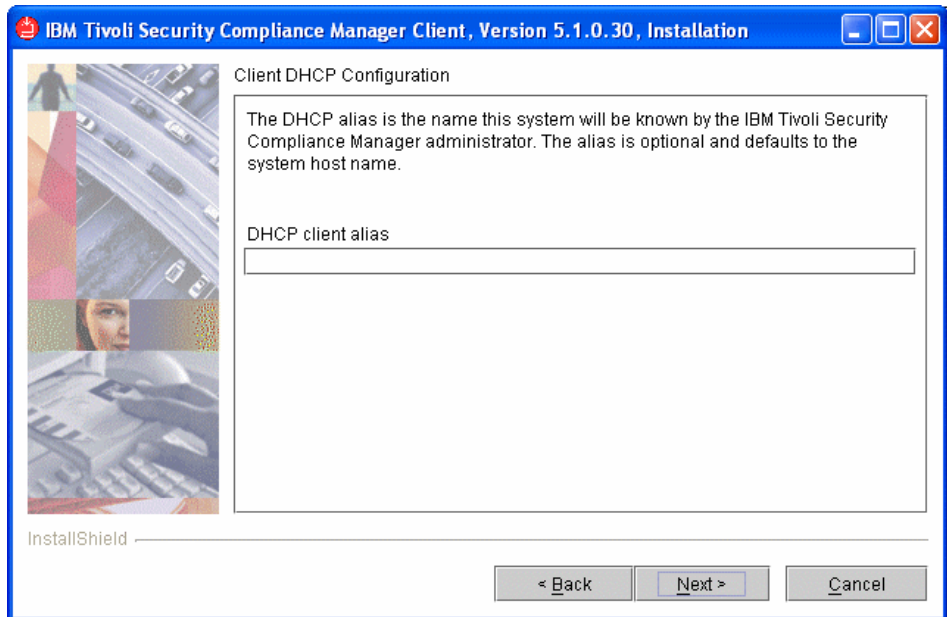 IBM Tivoli Security Compliance Manager Client, Version 5.1.0.30, Installation
Client DHCP Configuration
The DHCP alias is the name this system will be known by the IBM Tivoli Security
Compliance Manager administrator. The alias is optional and defaults to the
system host name.
DHCP client alias
InstallShield
< Back
Next >
Cancel